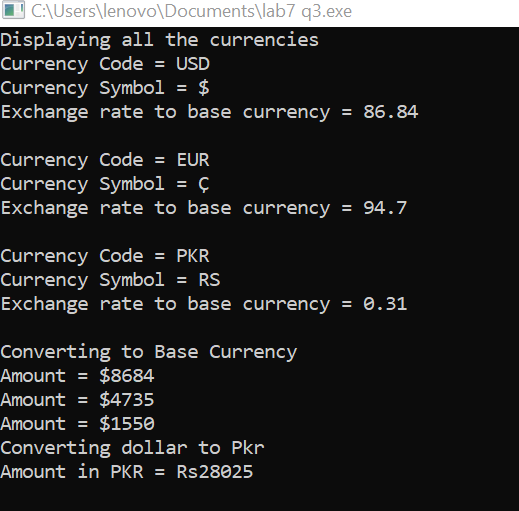 C:\Users\lenovo\Documents\lab7 q3.exe
Displaying all the currencies
Currency Code = USD
Currency Symbol = $
Exchange rate to base currency = 86.84
Currency Code = EUR
Currency Symbol = Ç
Exchange rate to base currency = 94.7
Currency Code = PKR
Currency Symbol = RS
Exchange rate to base currency = 0.31
Converting to Base Currency
Amount = $8684
Amount = $4735
Amount = $1550
Converting dollar to Pkr
Amount in PKR = Rs28025